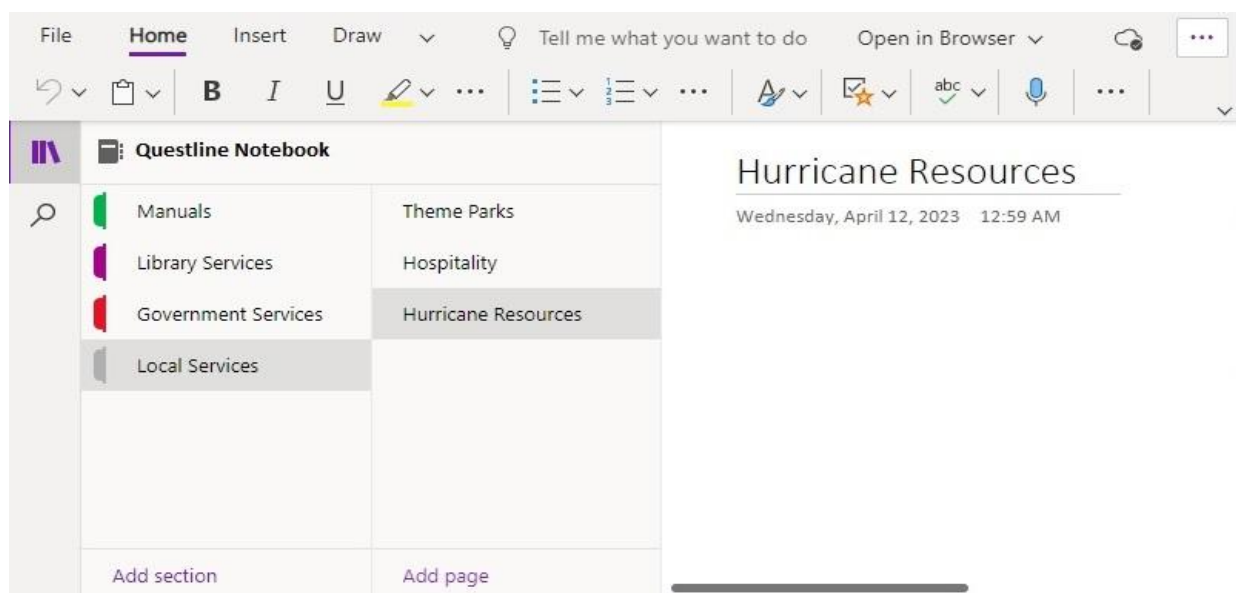 File Home Insert Draw Tell me what you want to do Open in Browser
B I U abc
Questline Notebook
Manuals
Library Services
Government Services
Local Services
Add section
Theme Parks
Hospitality
Hurricane Resources
Add page
Hurricane Resources
Wednesday, April 12, 2023 12:59 AM